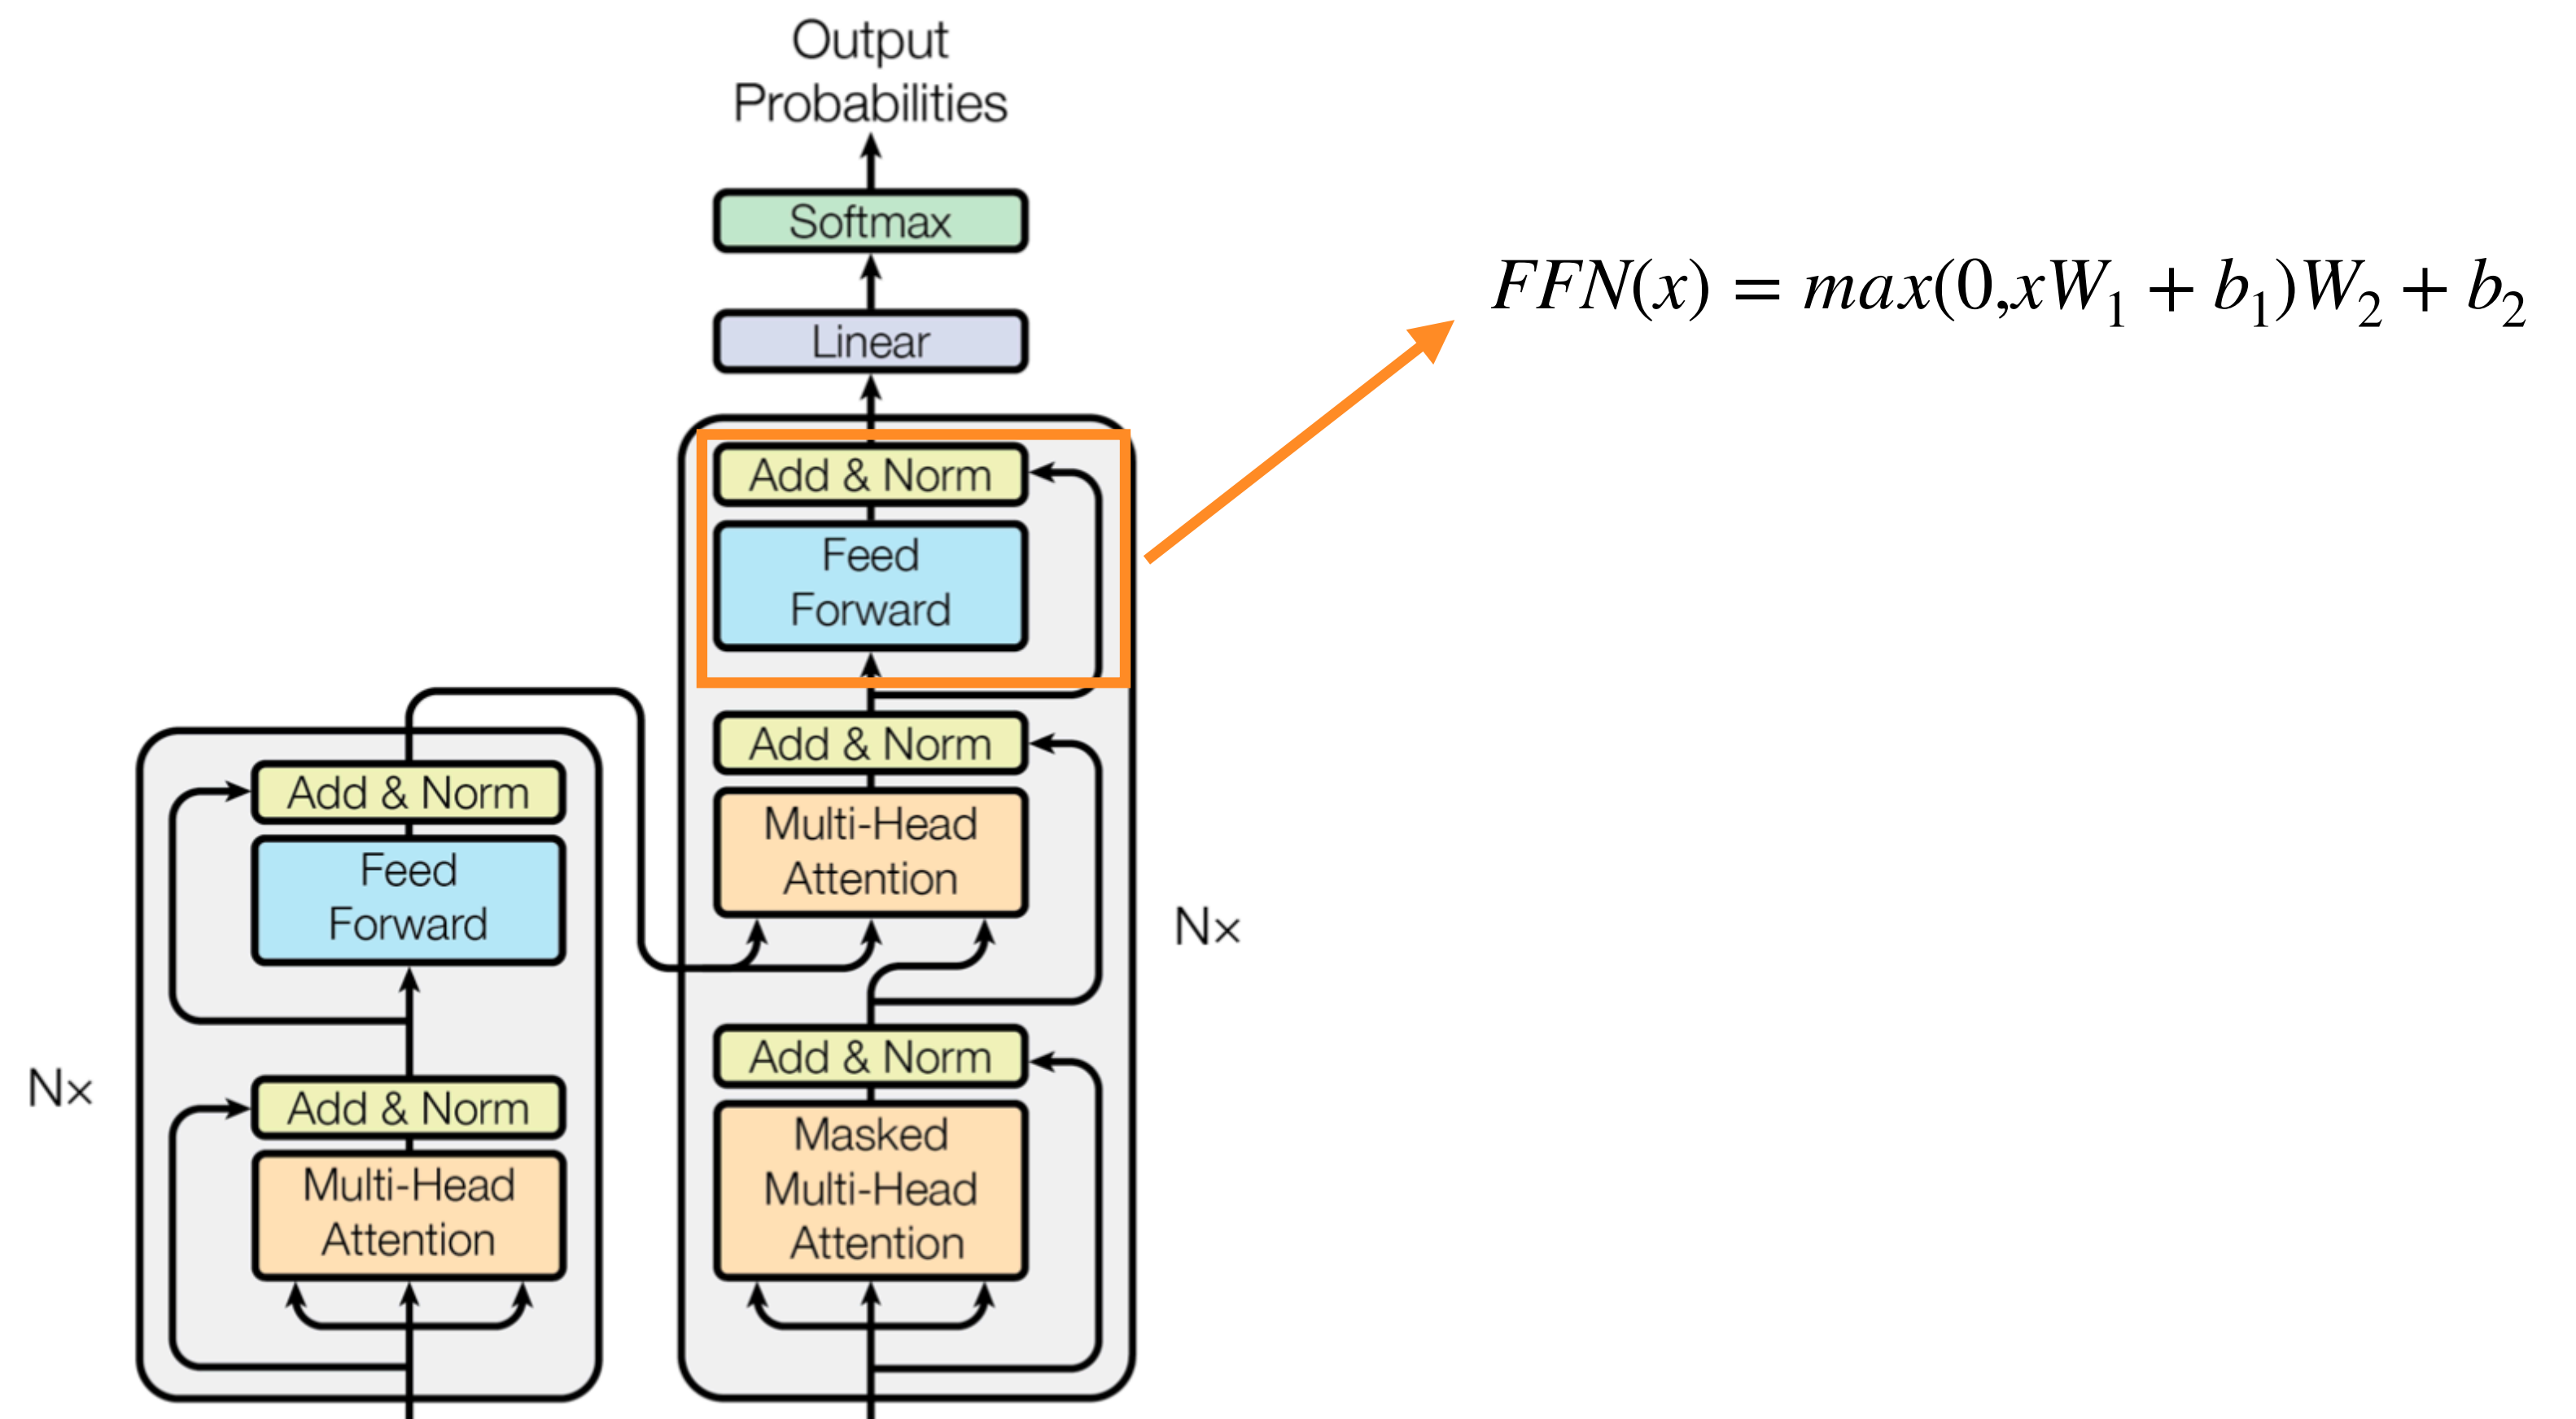 Output
Probabilities
Softmax
Linear
Add & Norm
Feed
Forward
Add & Norm
Multi-Head
Attention
Add & Norm
Masked
Multi-Head
Attention
Nx
Add & Norm
Feed
Forward
Add & Norm
Multi-Head
Attention
Nx
FFN(x) = max(0,xW₁ + b₁)W₂ + b₂